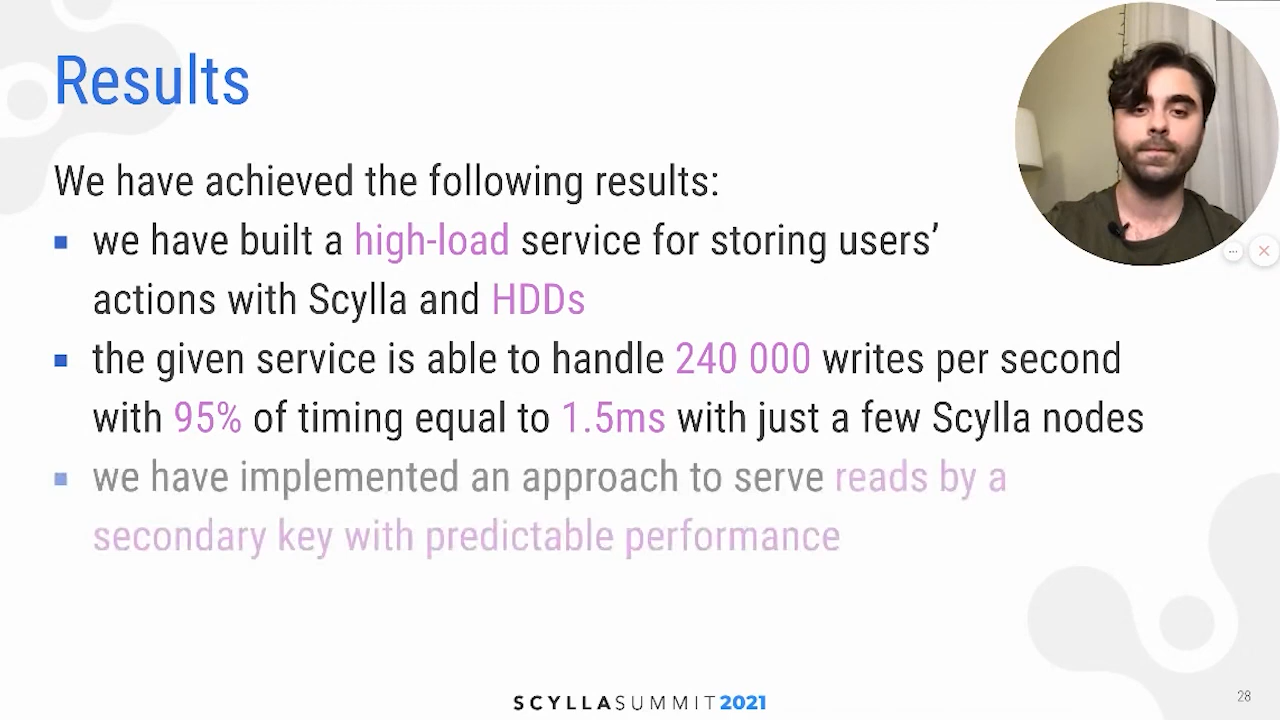 Results
We have achieved the following results:
we have built a high-load service for storing users’
actions with Scylla and HDDs
the given service is able to handle 240 000 writes per second
with 95% of timing equal to 1.5ms with just a few Scylla nodes
we have implemented an approach to serve reads by a
secondary key with predictable performance
SCYLLASUMMIT2021
28